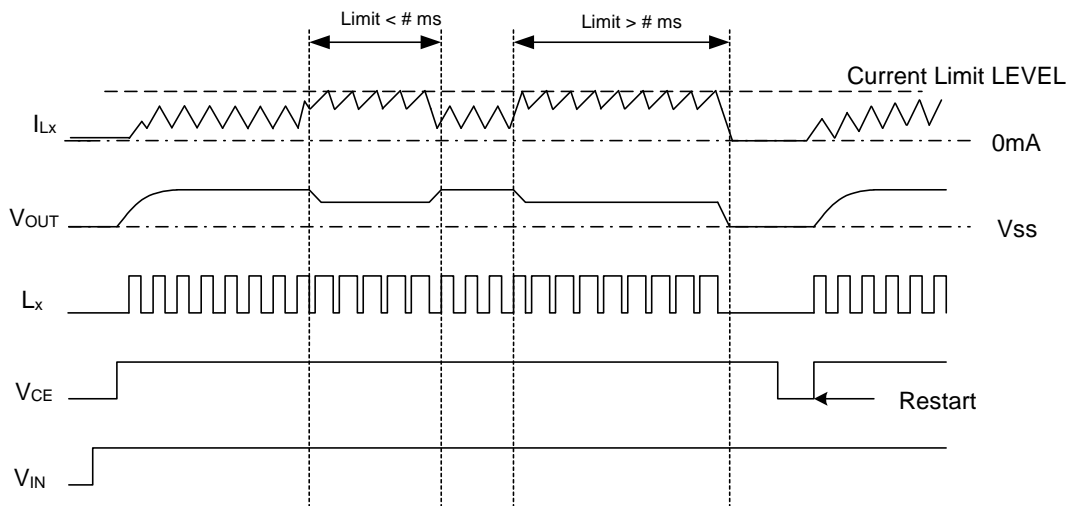 Limit < # ms
Limit > # ms
Current Limit LEVEL
ILx
0mA
VOUT
Vss
Lx
VCE
Restart
VIN